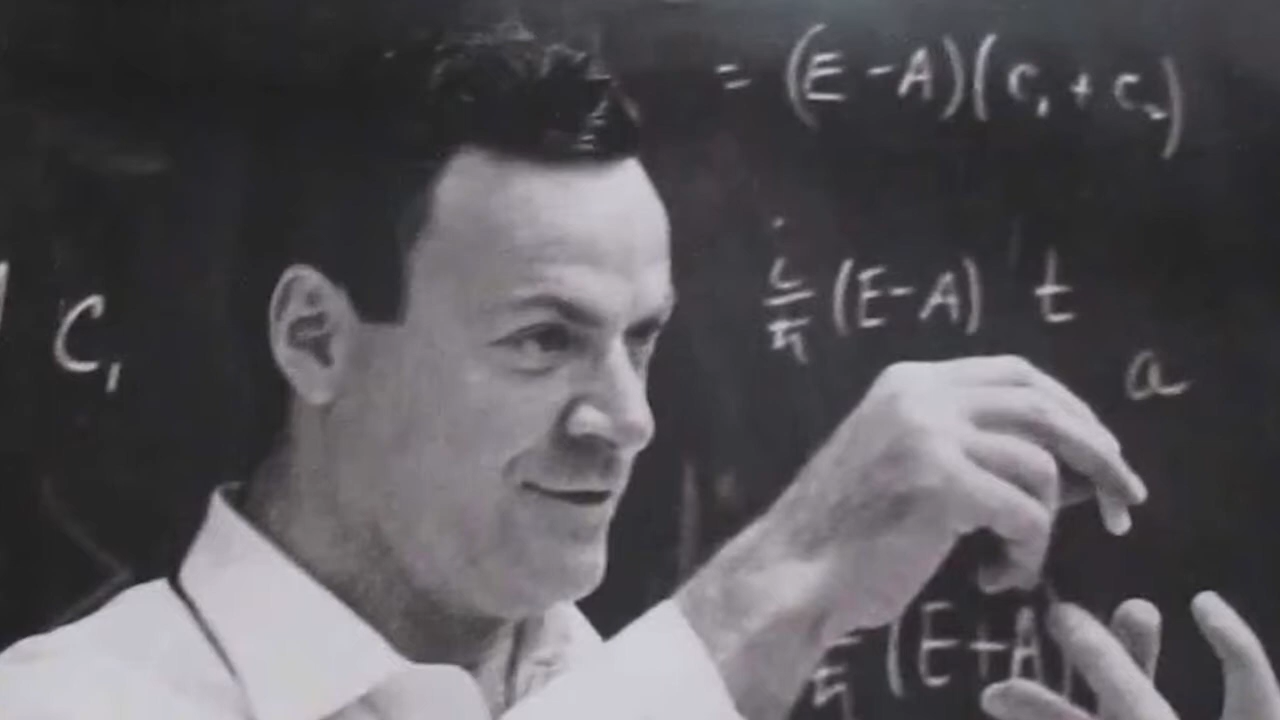 = (E - A)(C₁ + C₂)
C₁
i/ħ (E - A) t
a
ħ (E + A)